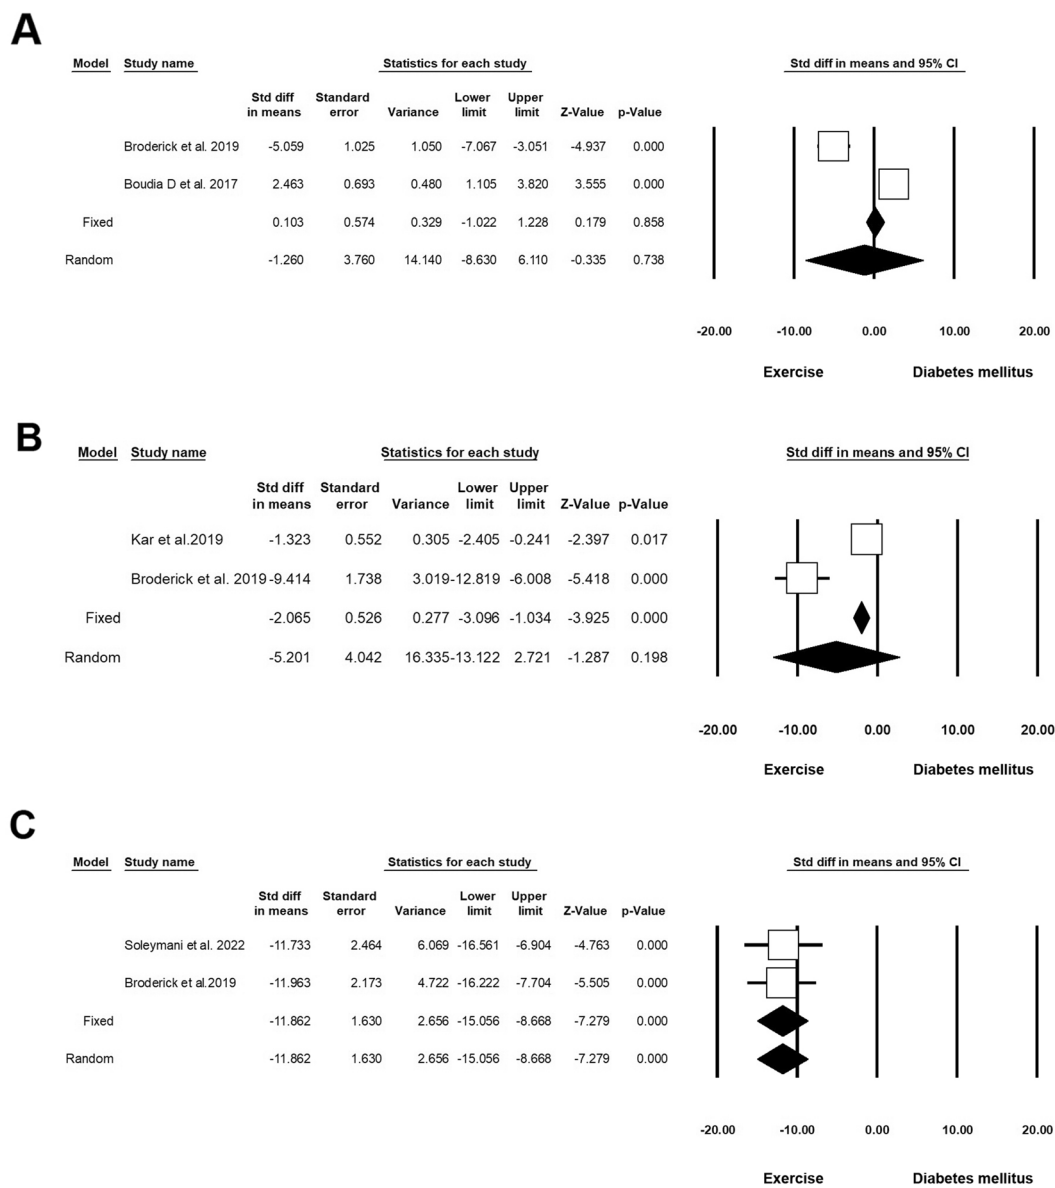 A
Model Study name Statistics for each study Std diff in means and 95% CI
Std diff Standard Lower Upper
in means error Variance limit limit Z-Value p-Value
Broderick et al. 2019 -5.059 1.025 1.050 -7.067 -3.051 -4.937 0.000
Boudia D et al. 2017 2.463 0.693 0.480 1.105 3.820 3.555 0.000
Fixed 0.103 0.574 0.329 -1.022 1.228 0.179 0.858
Random -1.260 3.760 14.140 -8.630 6.110 -0.335 0.738
-20.00 -10.00 0.00 10.00 20.00
Exercise Diabetes mellitus
B
Model Study name Statistics for each study Std diff in means and 95% CI
Std diff Standard Lower Upper
in means error Variance limit limit Z-Value p-Value
Kar et al.2019 -1.323 0.552 0.305 -2.405 -0.241 -2.397 0.017
Broderick et al. 2019 -9.414 1.738 3.019 -12.819 -6.008 -5.418 0.000
Fixed -2.065 0.526 0.277 -3.096 -1.034 -3.925 0.000
Random -5.201 4.042 16.335 -13.122 2.721 -1.287 0.198
-20.00 -10.00 0.00 10.00 20.00
Exercise Diabetes mellitus
C
Model Study name Statistics for each study Std diff in means and 95% CI
Std diff Standard Lower Upper
in means error Variance limit limit Z-Value p-Value
Soleymani et al. 2022 -11.733 2.464 6.069 -16.561 -6.904 -4.763 0.000
Broderick et al.2019 -11.963 2.173 4.722 -16.222 -7.704 -5.505 0.000
Fixed -11.862 1.630 2.656 -15.056 -8.668 -7.279 0.000
Random -11.862 1.630 2.656 -15.056 -8.668 -7.279 0.000
-20.00 -10.00 0.00 10.00 20.00
Exercise Diabetes mellitus